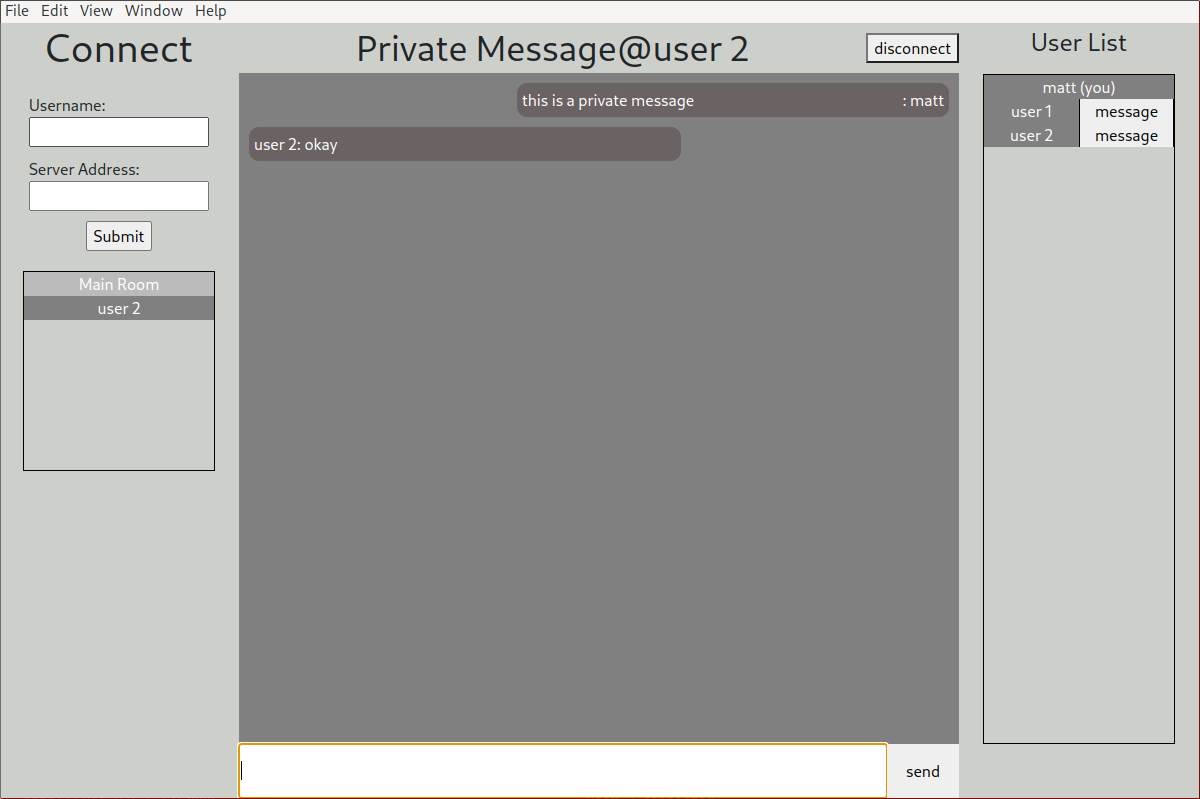 File Edit View Window Help
Connect
Username:
Server Address:
Submit
Main Room
user 2
Private Message@user 2
disconnect
this is a private message : matt
user 2: okay
send
User List
matt (you)
user 1 message
user 2 message